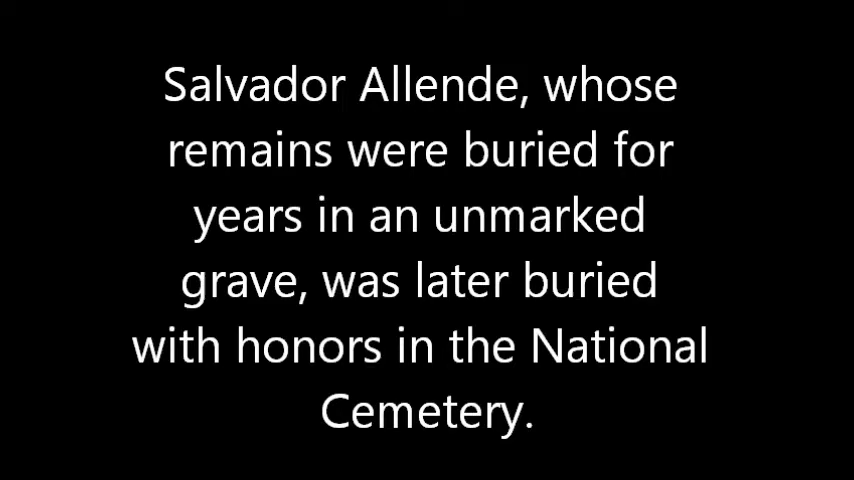 Salvador Allende, whose
remains were buried for
years in an unmarked
grave, was later buried
with honors in the National
Cemetery.